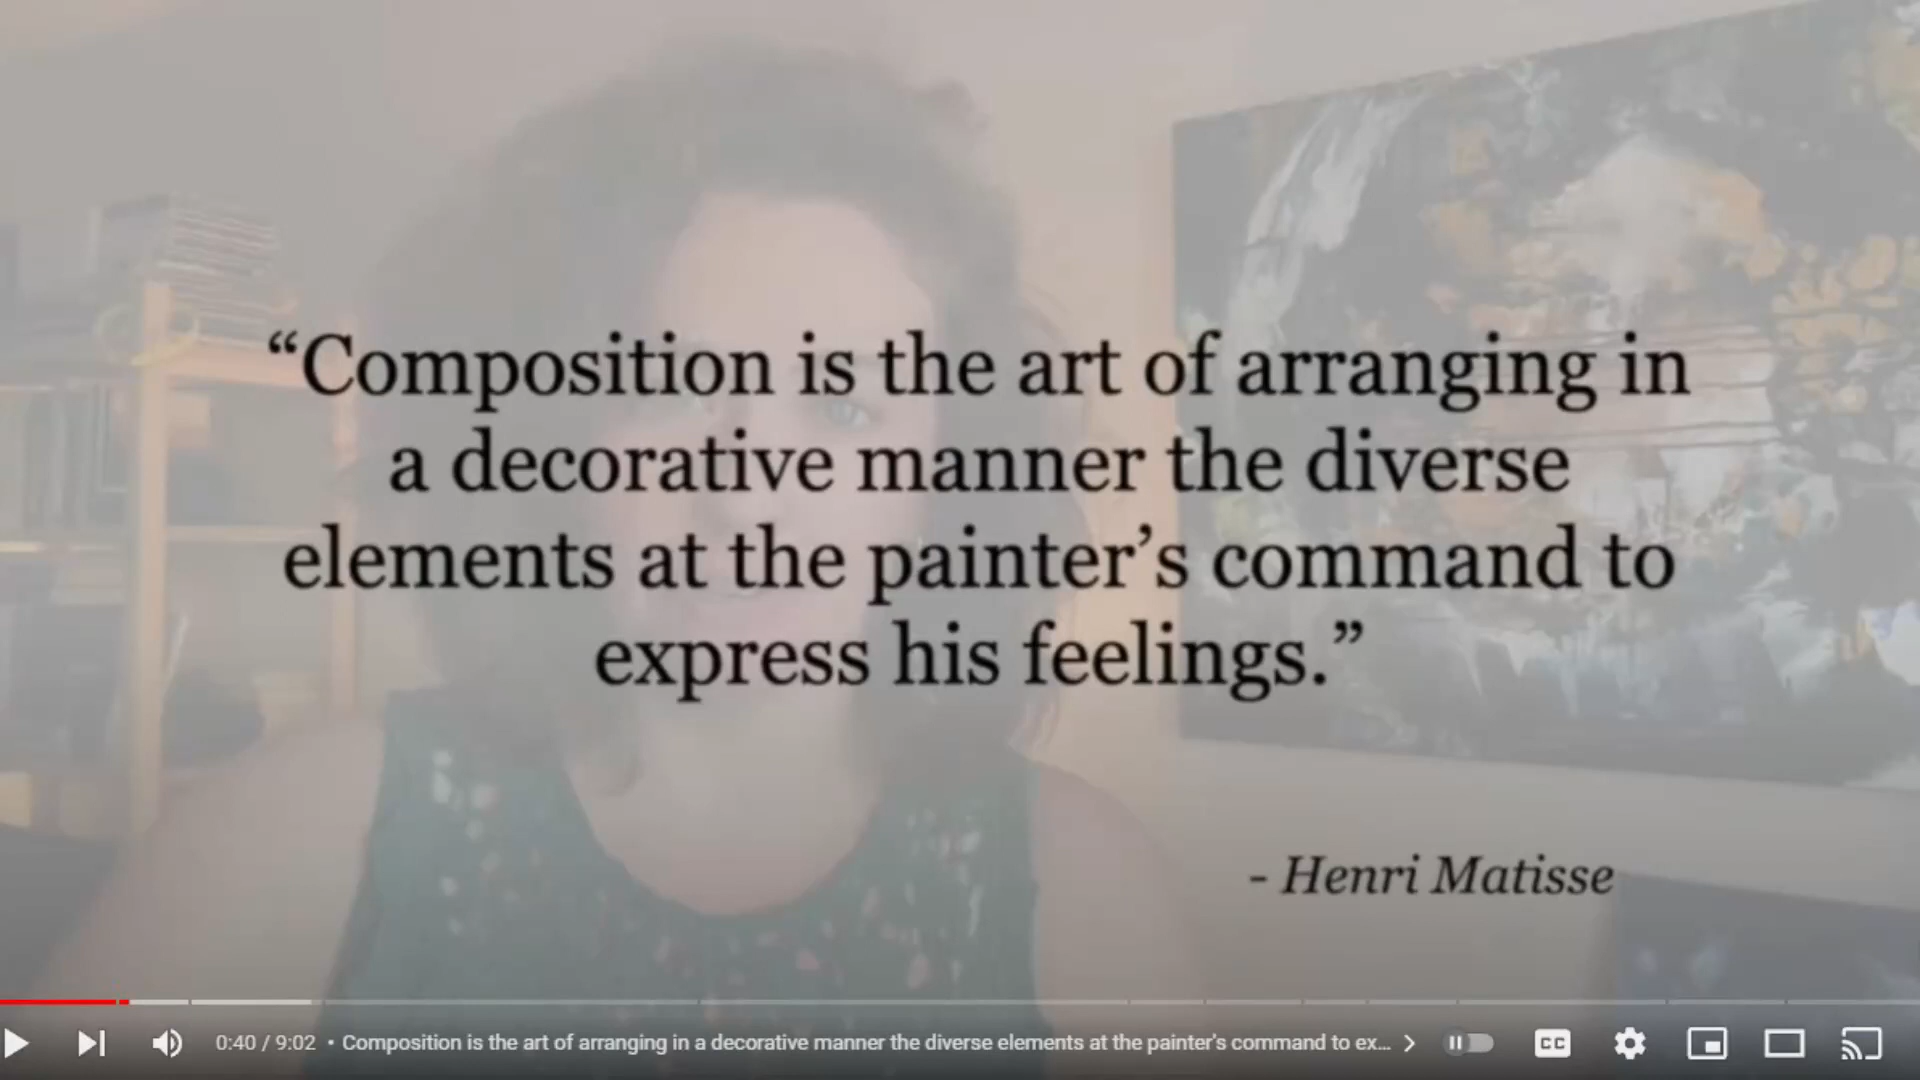 “Composition is the art of arranging in
a decorative manner the diverse
elements at the painter’s command to
express his feelings.”
- Henri Matisse
0:40 / 9:02 • Composition is the art of arranging in a decorative manner the diverse elements at the painter's command to ex...
CC